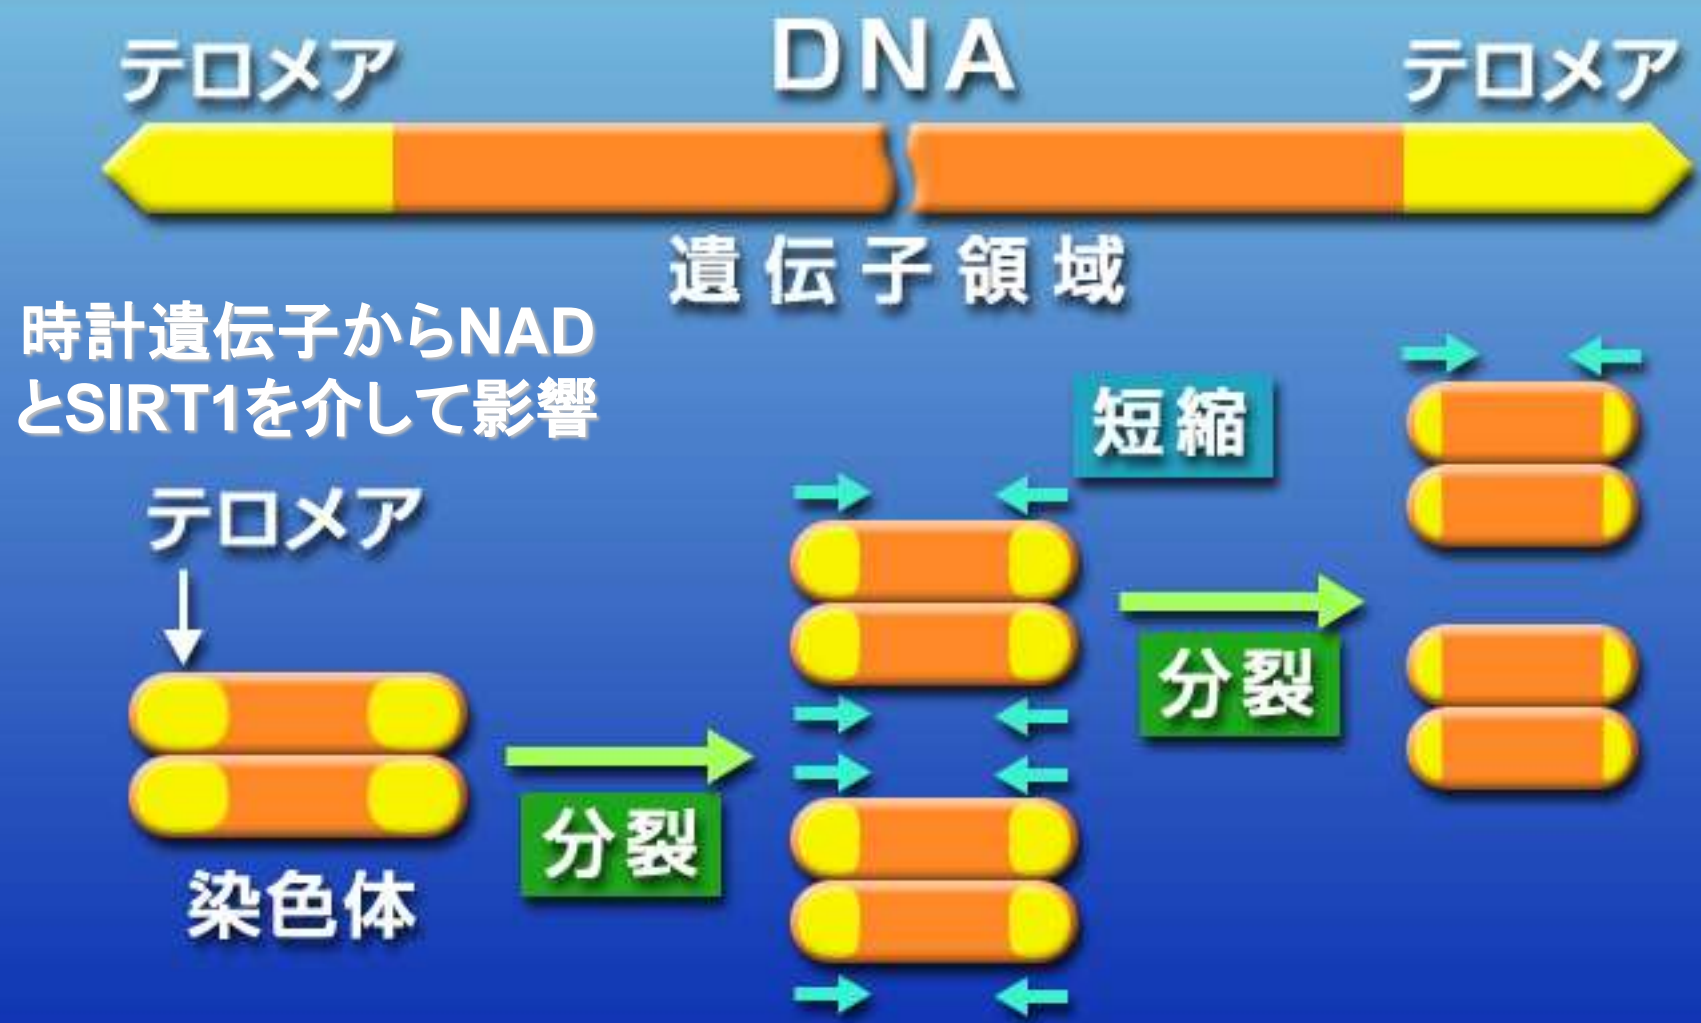 テロメア
DNA
テロメア
遺伝子領域
時計遺伝子からNAD
とSIRT1を介して影響
短縮
テロメア
分裂
分裂
染色体